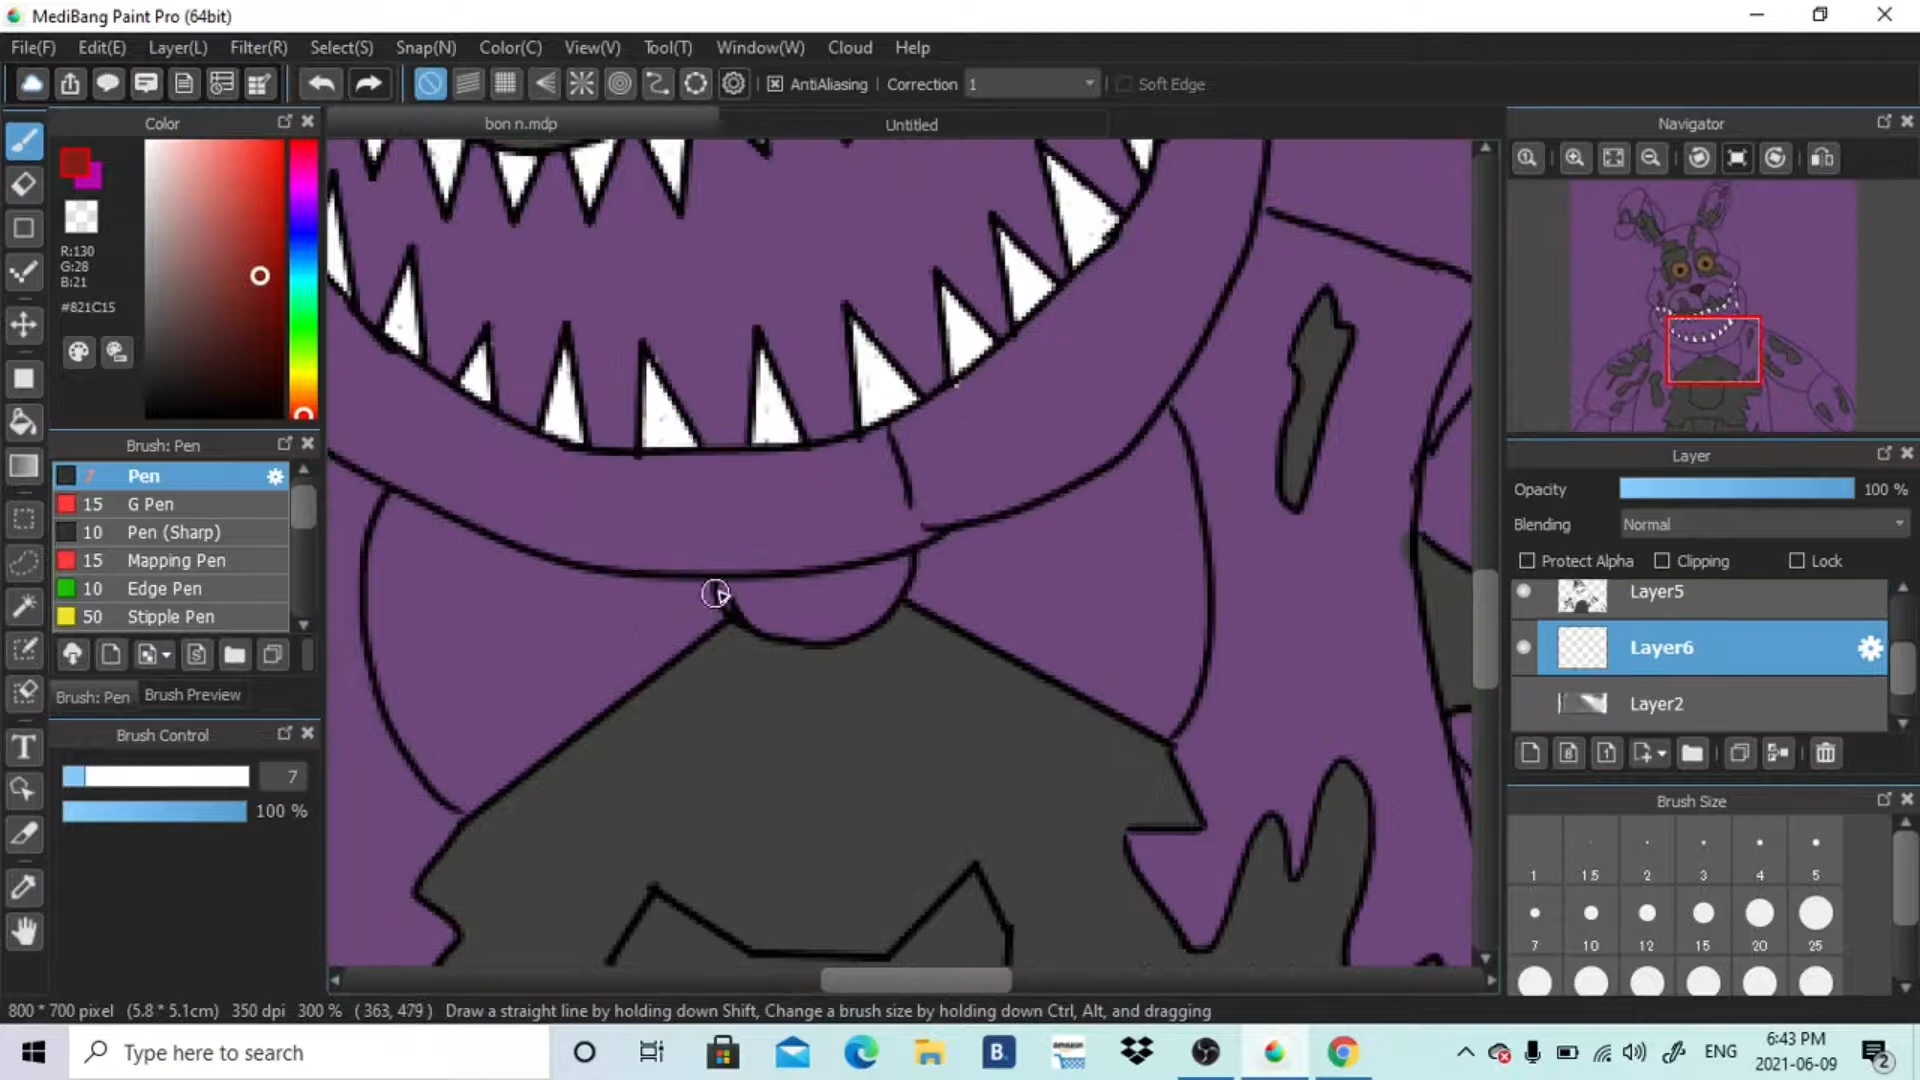 MediBang Paint Pro (64bit)
File(F) Edit(E) Layer(L) Filter(R) Select(S) Snap(N) Color(C) View(V) Tool(T) Window(W) Cloud Help
AntiAliasing Correction 1 Soft Edge
Color
bon n.mdp
Untitled
Navigator
R:130
G:28
B:21
#821C15
Brush: Pen
7 Pen
15 G Pen
10 Pen (Sharp)
15 Mapping Pen
10 Edge Pen
50 Stipple Pen
Brush: Pen Brush Preview
Brush Control
7
100 %
Layer
Opacity 100 %
Blending Normal
Protect Alpha Clipping Lock
Layer5
Layer6
Layer2
Brush Size
1 1.5 2 3 4 5
7 10 12 15 20 25
800 * 700 pixel (5.8 * 5.1cm) 350 dpi 300 % ( 363, 479 ) Draw a straight line by holding down Shift, Change a brush size by holding down Ctrl, Alt, and dragging
Type here to search
B.
amazon
ENG
6:43 PM
2021-06-09
2